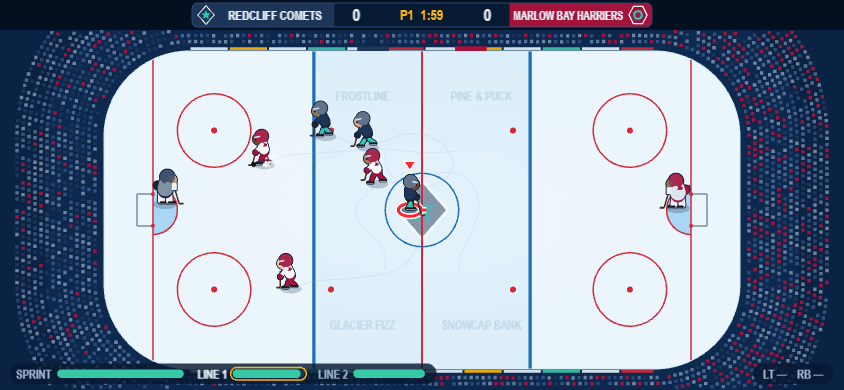 REDCLIFF COMETS 0 P1 1:59 0 MARLOW BAY HARRIERS
FROSTLINE PINE & PUCK
GLACIER FIZZ SNOWCAP BANK
SPRINT LINE 1 LINE 2 LT — RB —